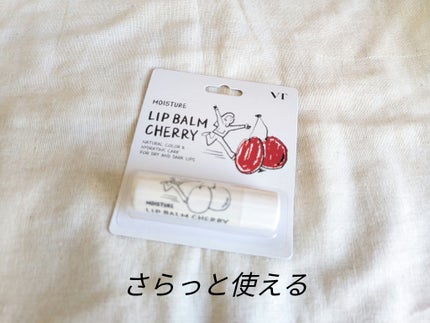 VT
MOISTURE
LIP BALM
CHERRY
NATURAL COLOR &
HYDRATING CARE
FOR DRY AND DARK LIPS
MOISTURE
LIP BALM CHERRY
さらっと使える